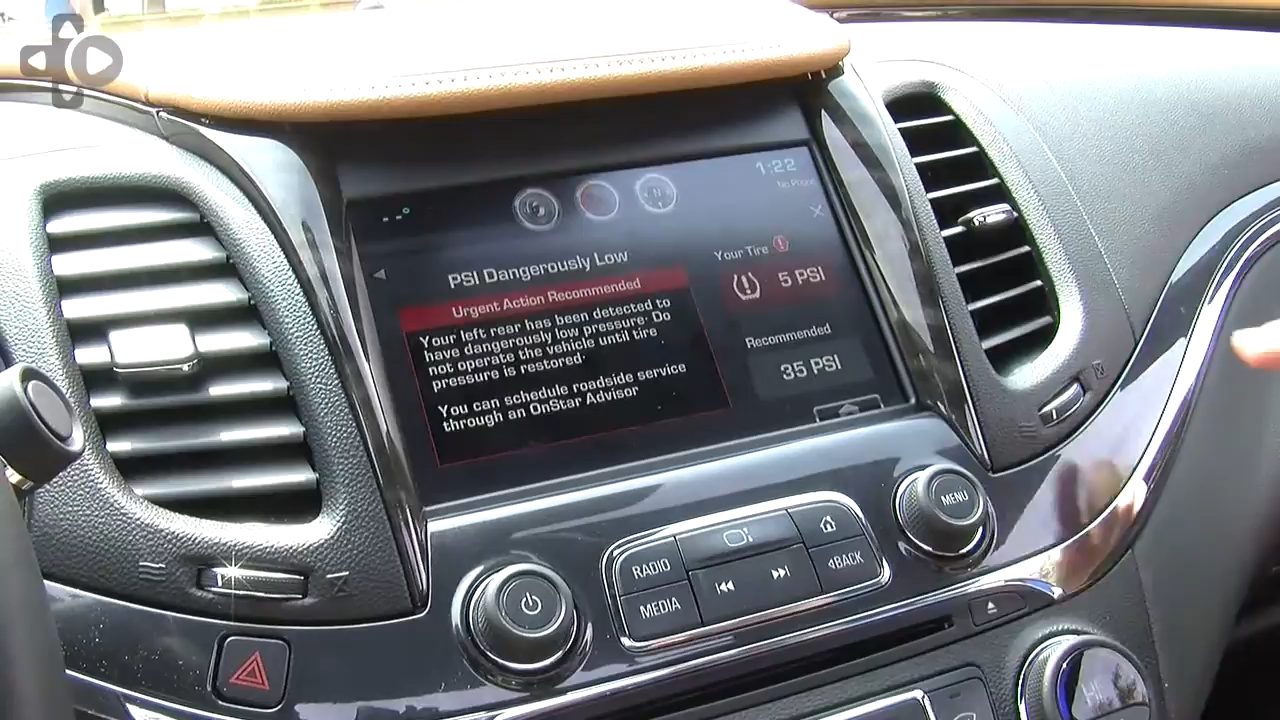 1:22
No Phone
PSI Dangerously Low
Urgent Action Recommended
Your left rear has been detected to
have dangerously low pressure. Do
not operate the vehicle until tire
pressure is restored.
You can schedule roadside service
through an OnStar Advisor
Your Tire
5 PSI
Recommended
35 PSI
RADIO
MEDIA
BACK
MENU